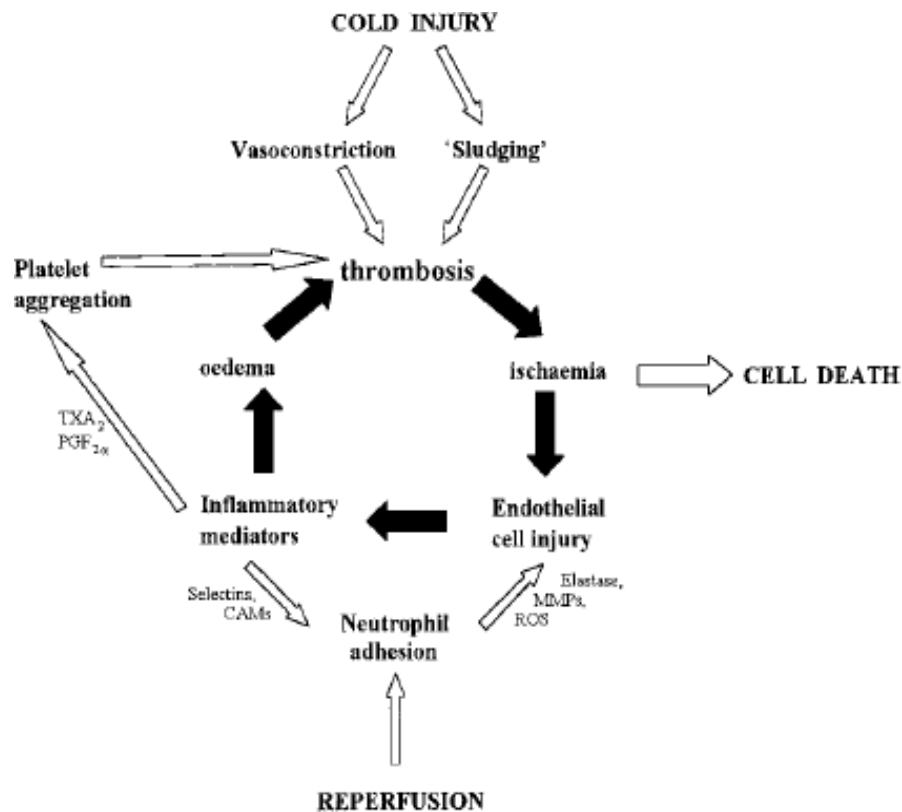 COLD INJURY
Vasoconstriction
'Sludging'
Platelet
aggregation
thrombosis
oedema
ischaemia
CELL DEATH
TXA₂
PGF₂α
Inflammatory
mediators
Endothelial
cell injury
Selectins,
CAMs
Elastase,
MMPs,
ROS
Neutrophil
adhesion
REPERFUSION